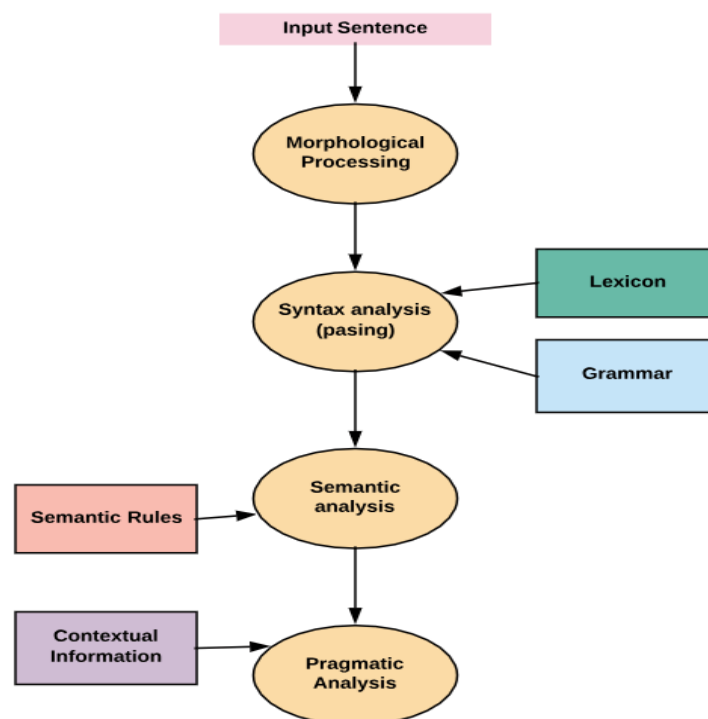 Input Sentence
Morphological
Processing
Syntax analysis
(pasing)
Lexicon
Grammar
Semantic
analysis
Semantic Rules
Contextual
Information
Pragmatic
Analysis